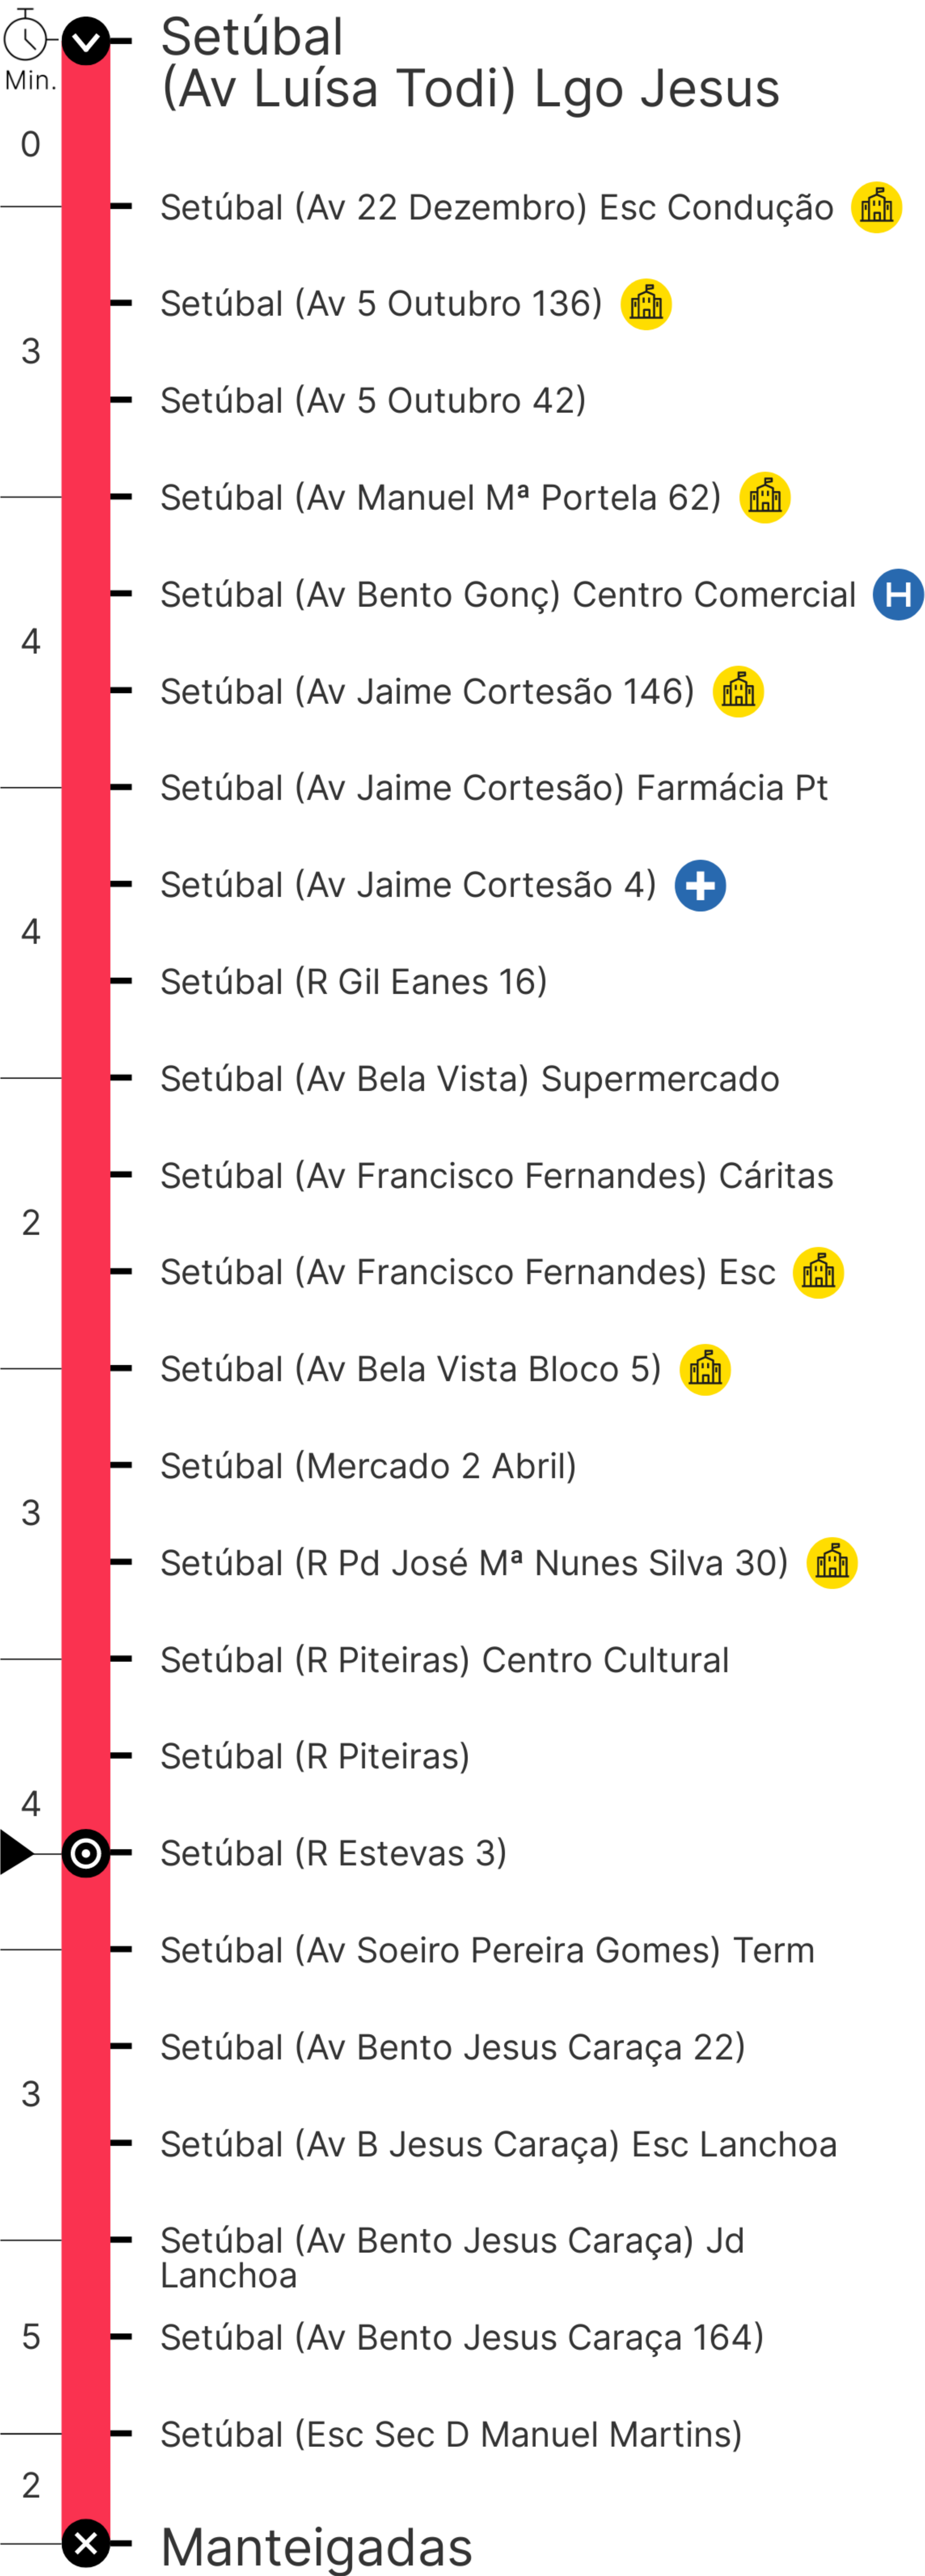 Setúbal
(Av Luísa Todi) Lgo Jesus
Min.
0
Setúbal (Av 22 Dezembro) Esc Condução
Setúbal (Av 5 Outubro 136)
3
Setúbal (Av 5 Outubro 42)
Setúbal (Av Manuel Mª Portela 62)
Setúbal (Av Bento Gonç) Centro Comercial H
4
Setúbal (Av Jaime Cortesão 146)
Setúbal (Av Jaime Cortesão) Farmácia Pt
Setúbal (Av Jaime Cortesão 4)
4
Setúbal (R Gil Eanes 16)
Setúbal (Av Bela Vista) Supermercado
Setúbal (Av Francisco Fernandes) Cáritas
2
Setúbal (Av Francisco Fernandes) Esc
Setúbal (Av Bela Vista Bloco 5)
Setúbal (Mercado 2 Abril)
3
Setúbal (R Pd José Mª Nunes Silva 30)
Setúbal (R Piteiras) Centro Cultural
Setúbal (R Piteiras)
4
Setúbal (R Estevas 3)
Setúbal (Av Soeiro Pereira Gomes) Term
Setúbal (Av Bento Jesus Caraça 22)
3
Setúbal (Av B Jesus Caraça) Esc Lanchoa
Setúbal (Av Bento Jesus Caraça) Jd
Lanchoa
5
Setúbal (Av Bento Jesus Caraça 164)
Setúbal (Esc Sec D Manuel Martins)
2
Manteigadas